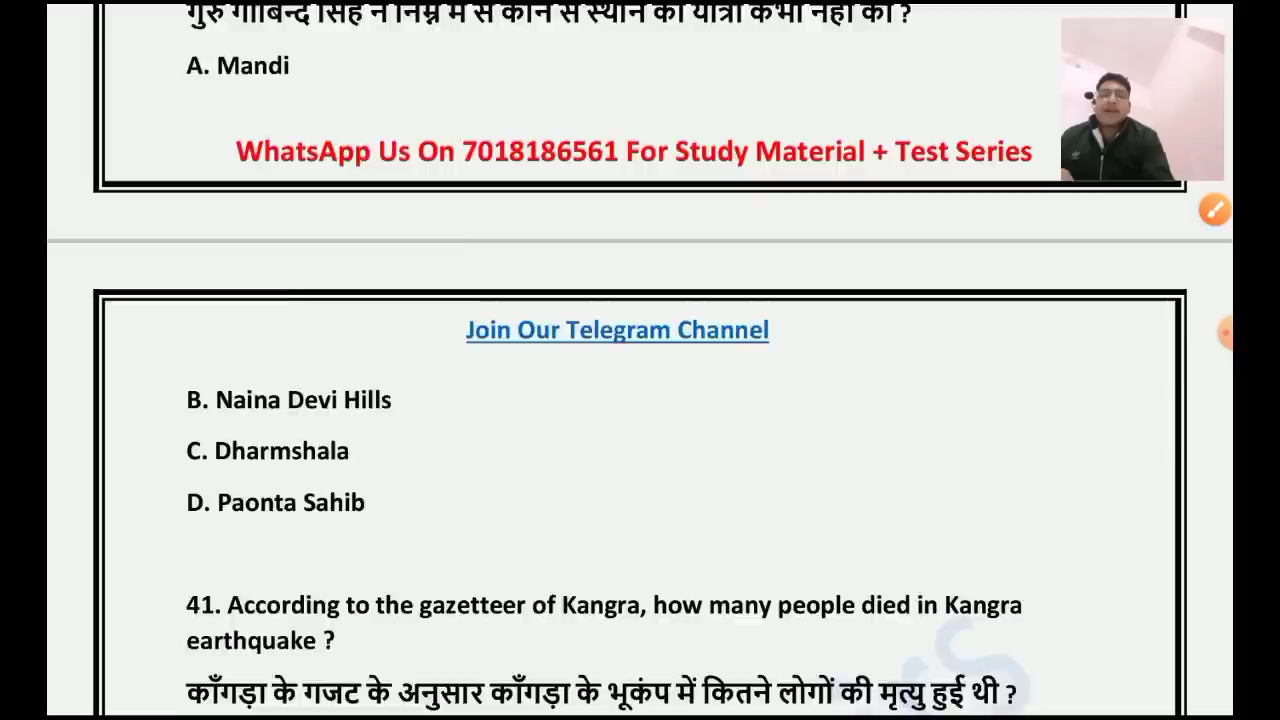 गुरु गोबिन्द सिंह ने निम्न में से कौन से स्थान की यात्रा कभी नहीं की ?
A. Mandi
WhatsApp Us On 7018186561 For Study Material + Test Series
Join Our Telegram Channel
B. Naina Devi Hills
C. Dharmshala
D. Paonta Sahib
41. According to the gazetteer of Kangra, how many people died in Kangra
earthquake ?
काँगड़ा के गजट के अनुसार काँगड़ा के भूकंप में कितने लोगों की मृत्यु हुई थी ?